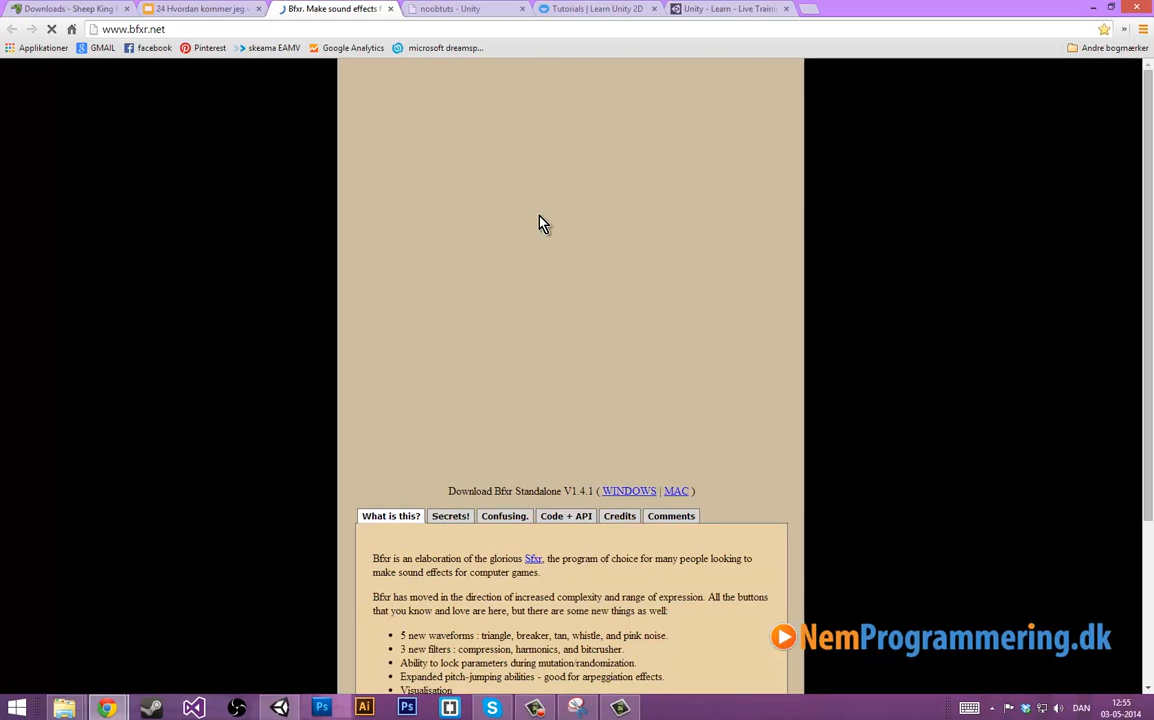 Downloads - Sheep King F
24 Hvordan kommer jeg v
Bfxr. Make sound effects f
noobtuts - Unity
Tutorials | Learn Unity 2D
Unity - Learn - Live Traini
www.bfxr.net
Applikationer
GMAIL
facebook
Pinterest
skeama EAMV
Google Analytics
microsoft dreamsp...
Andre bogmærker
Download Bfxr Standalone V1.4.1 ( WINDOWS | MAC )
What is this?
Secrets!
Confusing.
Code + API
Credits
Comments
Bfxr is an elaboration of the glorious Sfxr, the program of choice for many people looking to
make sound effects for computer games.
Bfxr has moved in the direction of increased complexity and range of expression. All the buttons
that you know and love are here, but there are some new things as well:
• 5 new waveforms : triangle, breaker, tan, whistle, and pink noise.
• 3 new filters : compression, harmonics, and bitcrusher.
• Ability to lock parameters during mutation/randomization.
• Expanded pitch-jumping abilities - good for arpeggiation effects.
• Visualisation
NemProgrammering.dk
Ps
Ai
Ps
DAN
12:55
03-05-2014